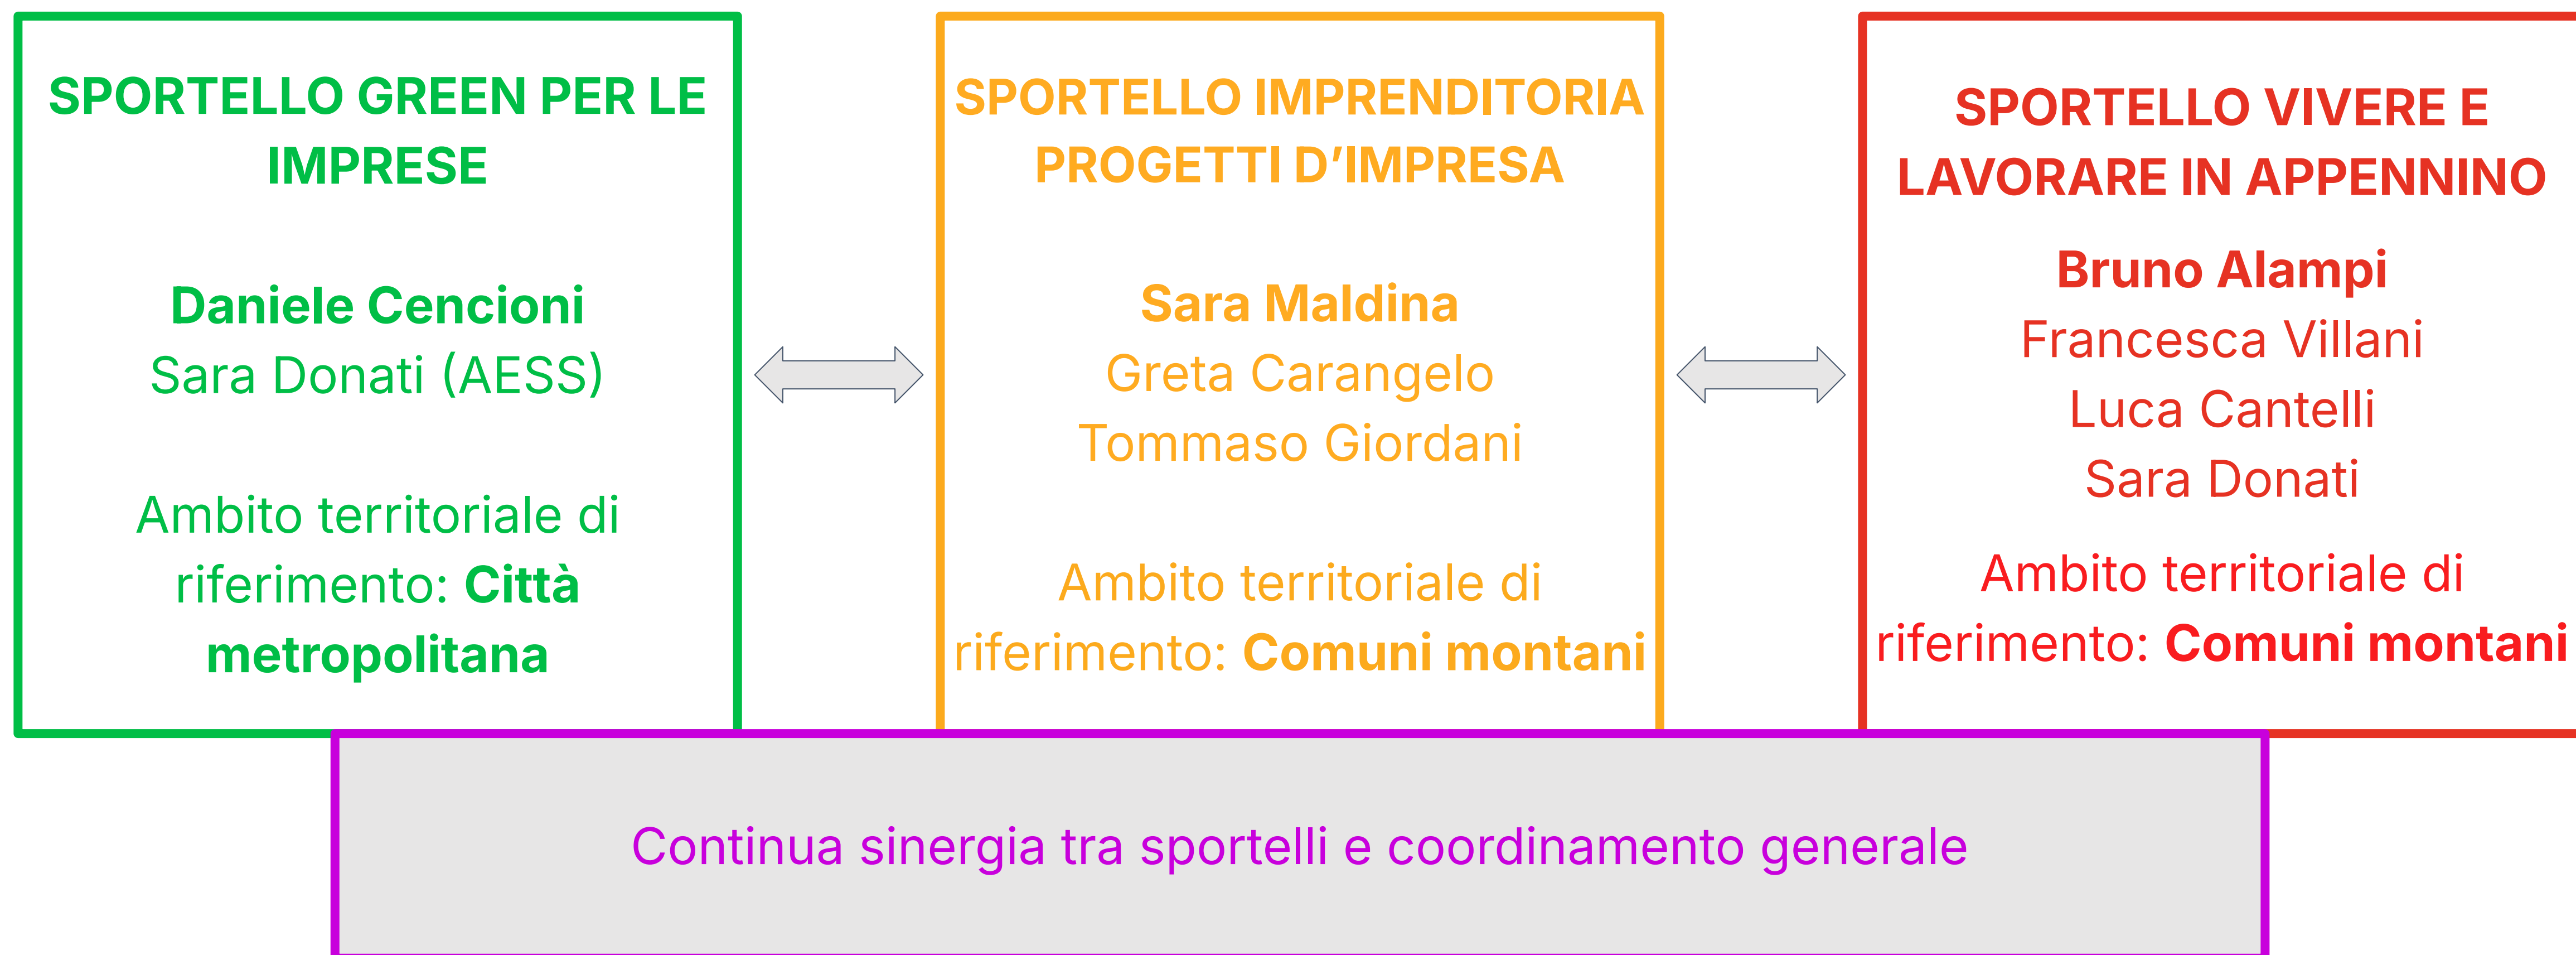 SPORTELLO GREEN PER LE
IMPRESE
Daniele Cencioni
Sara Donati (AESS)
Ambito territoriale di
riferimento: Città
metropolitana
SPORTELLO IMPRENDITORIA
PROGETTI D’IMPRESA
Sara Maldina
Greta Carangelo
Tommaso Giordani
Ambito territoriale di
riferimento: Comuni montani
SPORTELLO VIVERE E
LAVORARE IN APPENNINO
Bruno Alampi
Francesca Villani
Luca Cantelli
Sara Donati
Ambito territoriale di
riferimento: Comuni montani
Continua sinergia tra sportelli e coordinamento generale